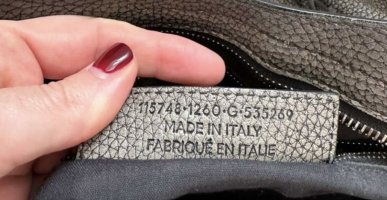 115748·1260·G·535269
MADE IN ITALY
FABRIQUÉ EN ITALIE